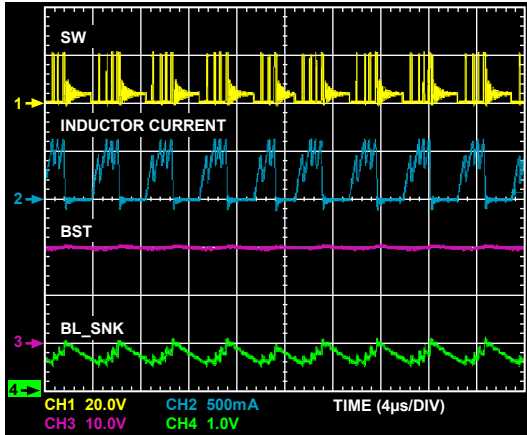 SW
1
INDUCTOR CURRENT
2
BST
BL_SNK
3
4
CH1 20.0V CH2 500mA TIME (4µs/DIV)
CH3 10.0V CH4 1.0V